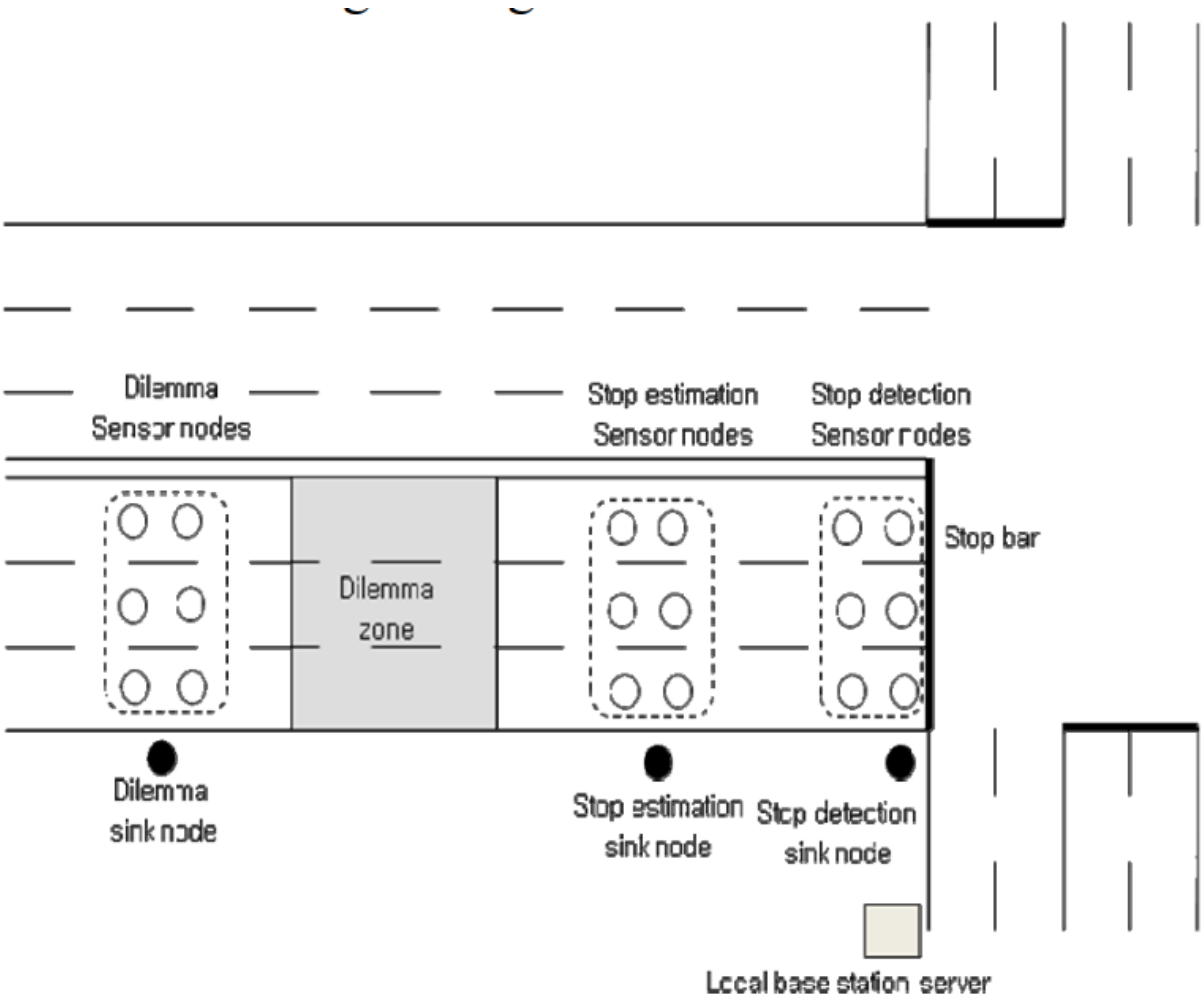 Dilemma
Sensor nodes
Stop estimation
Sensor nodes
Stop detection
Sensor nodes
Stop bar
Dilemma
zone
Dilemma
sink node
Stop estimation
sink node
Stop detection
sink node
Local base station server